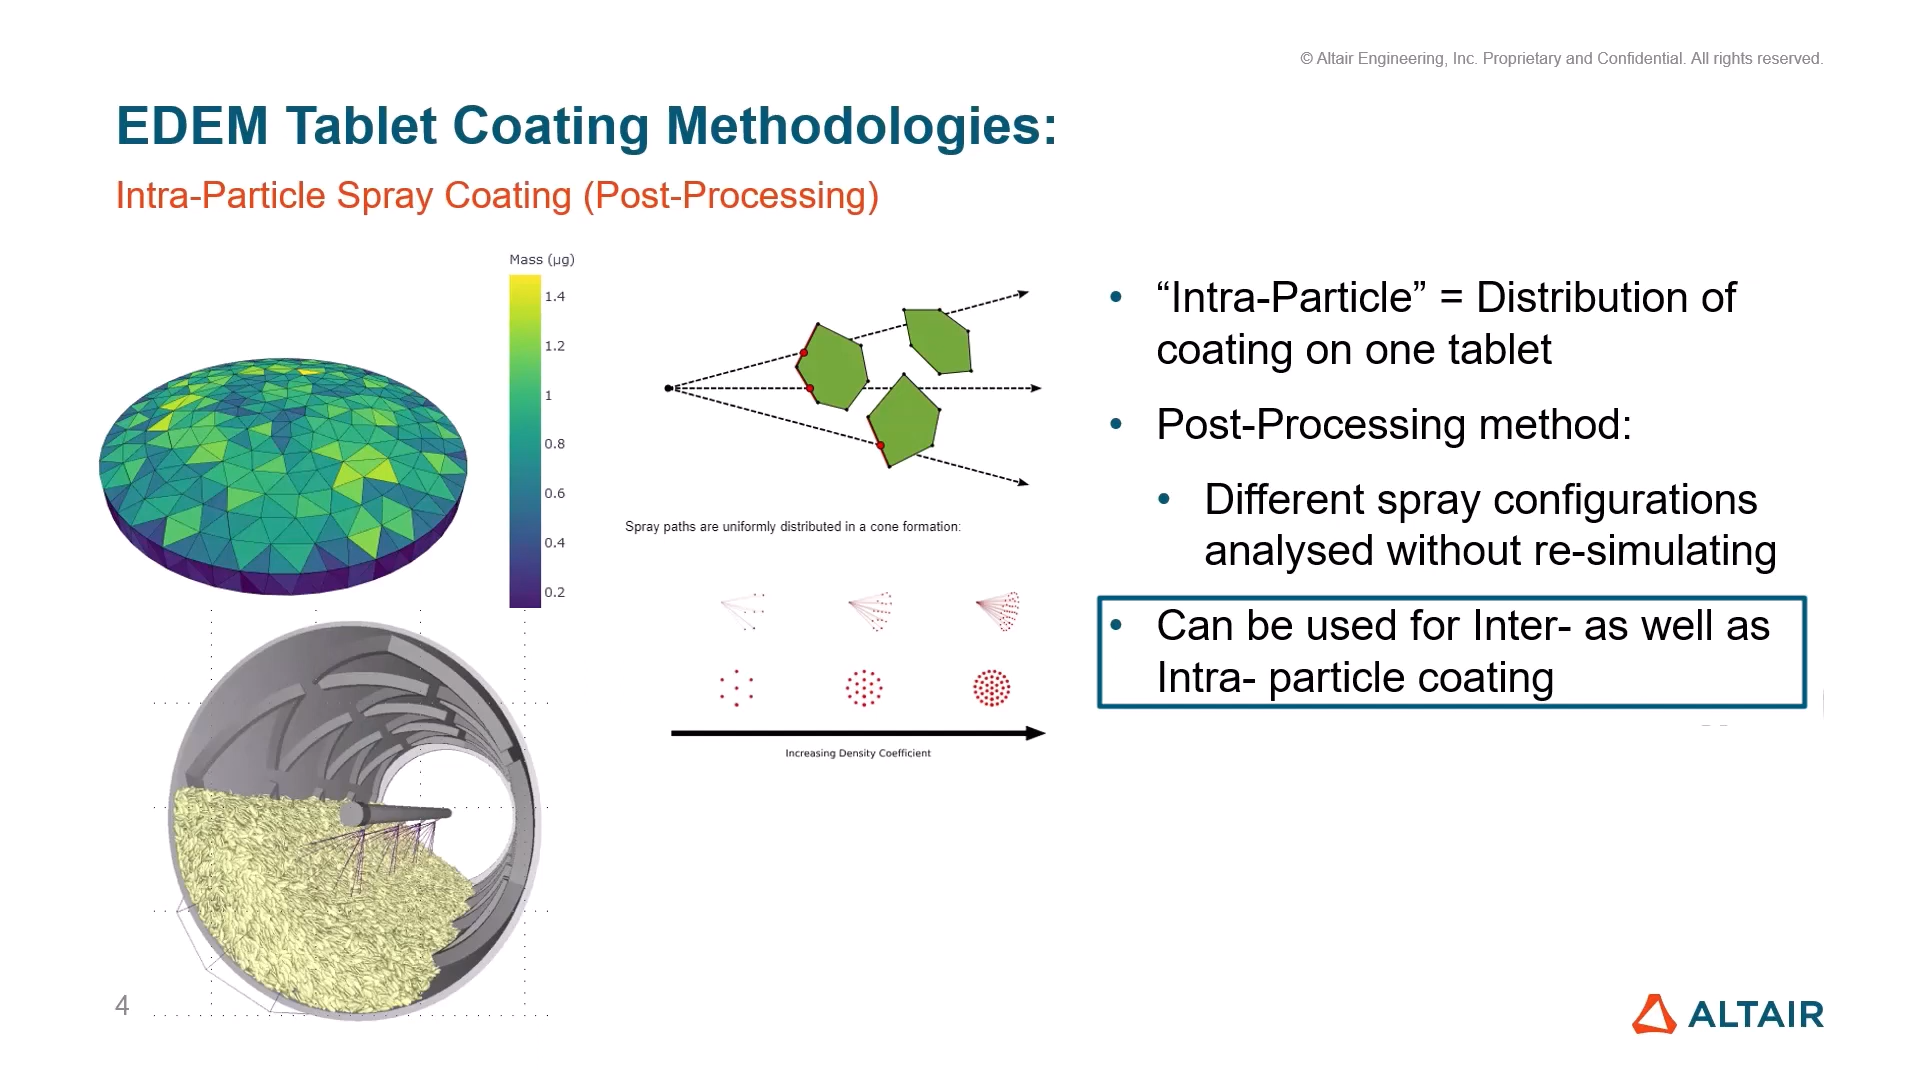 © Altair Engineering, Inc. Proprietary and Confidential. All rights reserved.
EDEM Tablet Coating Methodologies:
Intra-Particle Spray Coating (Post-Processing)
Mass (µg)
1.4
1.2
1
0.8
0.6
0.4
0.2
Spray paths are uniformly distributed in a cone formation:
Increasing Density Coefficient
• “Intra-Particle” = Distribution of
coating on one tablet
• Post-Processing method:
• Different spray configurations
analysed without re-simulating
• Can be used for Inter- as well as
Intra- particle coating
4
ALTAIR